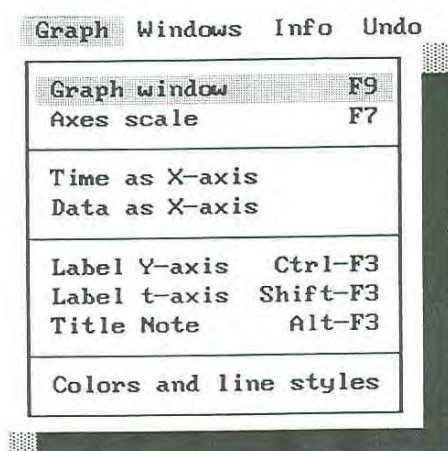 Graph Windows Info Undo
Graph window F9
Axes scale F7
Time as X-axis
Data as X-axis
Label Y-axis Ctrl-F3
Label t-axis Shift-F3
Title Note Alt-F3
Colors and line styles